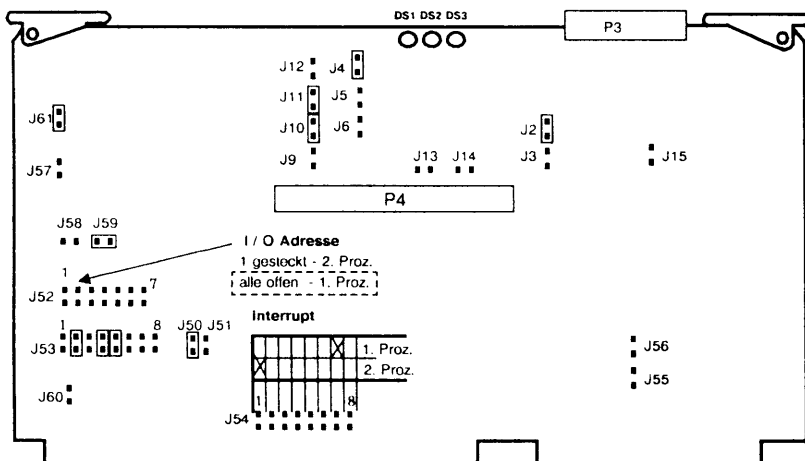 DS1 DS2 DS3
P3
J12
J4
J11
J5
J61
J10
J6
J2
J9
J13
J14
J3
J15
J57
P4
J58
J59
I / O Adresse
1 gesteckt - 2. Proz.
alle offen - 1. Proz.
1
7
J52
Interrupt
1
8
J50
J51
J53
1. Proz.
2. Proz.
J56
J55
J60
1
8
J54